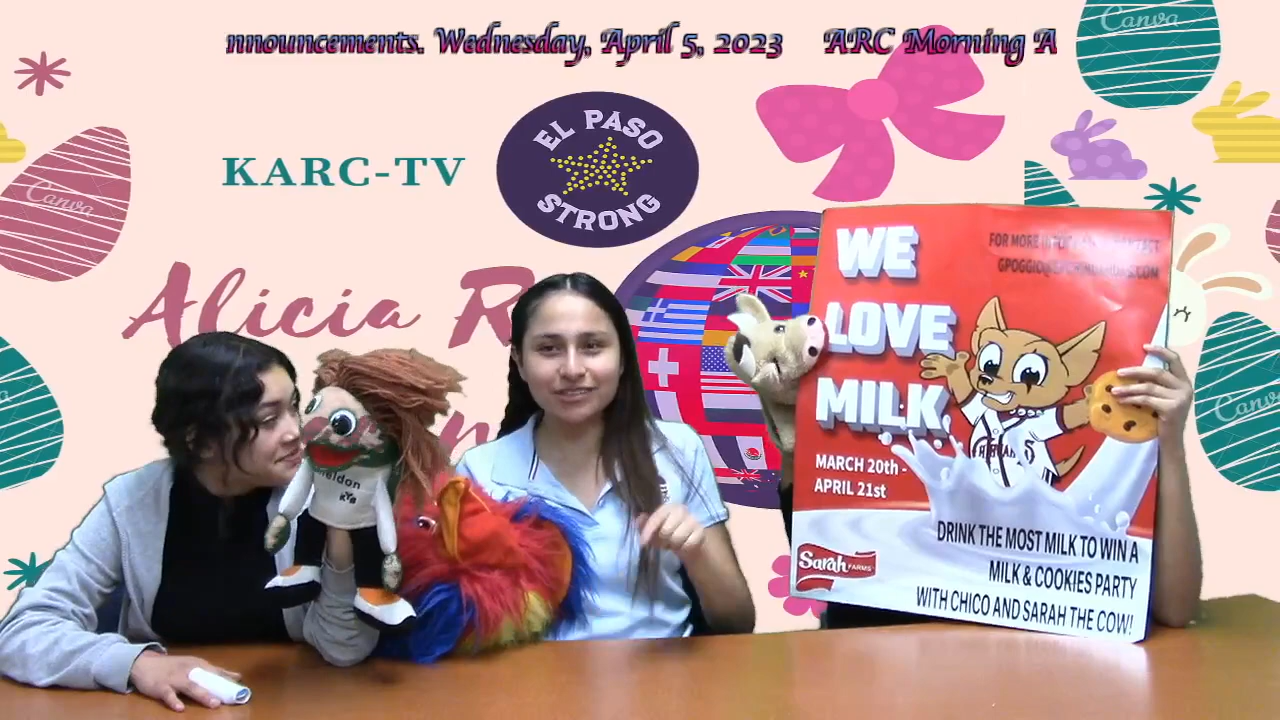 nnouncements. Wednesday, April 5, 2023 ARC Morning A
Canva
KARC-TV
EL PASO
STRONG
Canva
Alicia R
WE
LOVE
MILK
FOR MORE
MARCH 20th -
APRIL 21st
Sarah FARMS
DRINK THE MOST MILK TO WIN A
MILK & COOKIES PARTY
WITH CHICO AND SARAH THE COW!
Canva